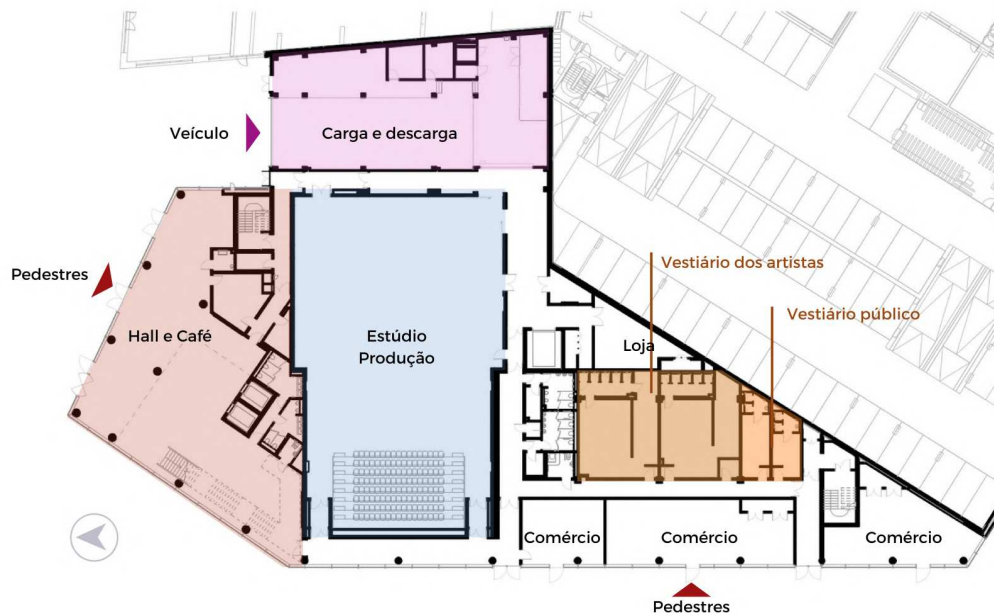 Veículo
Carga e descarga
Pedestres
Hall e Café
Estúdio
Produção
Vestiário dos artistas
Vestiário público
Loja
Comércio
Comércio
Comércio
Pedestres